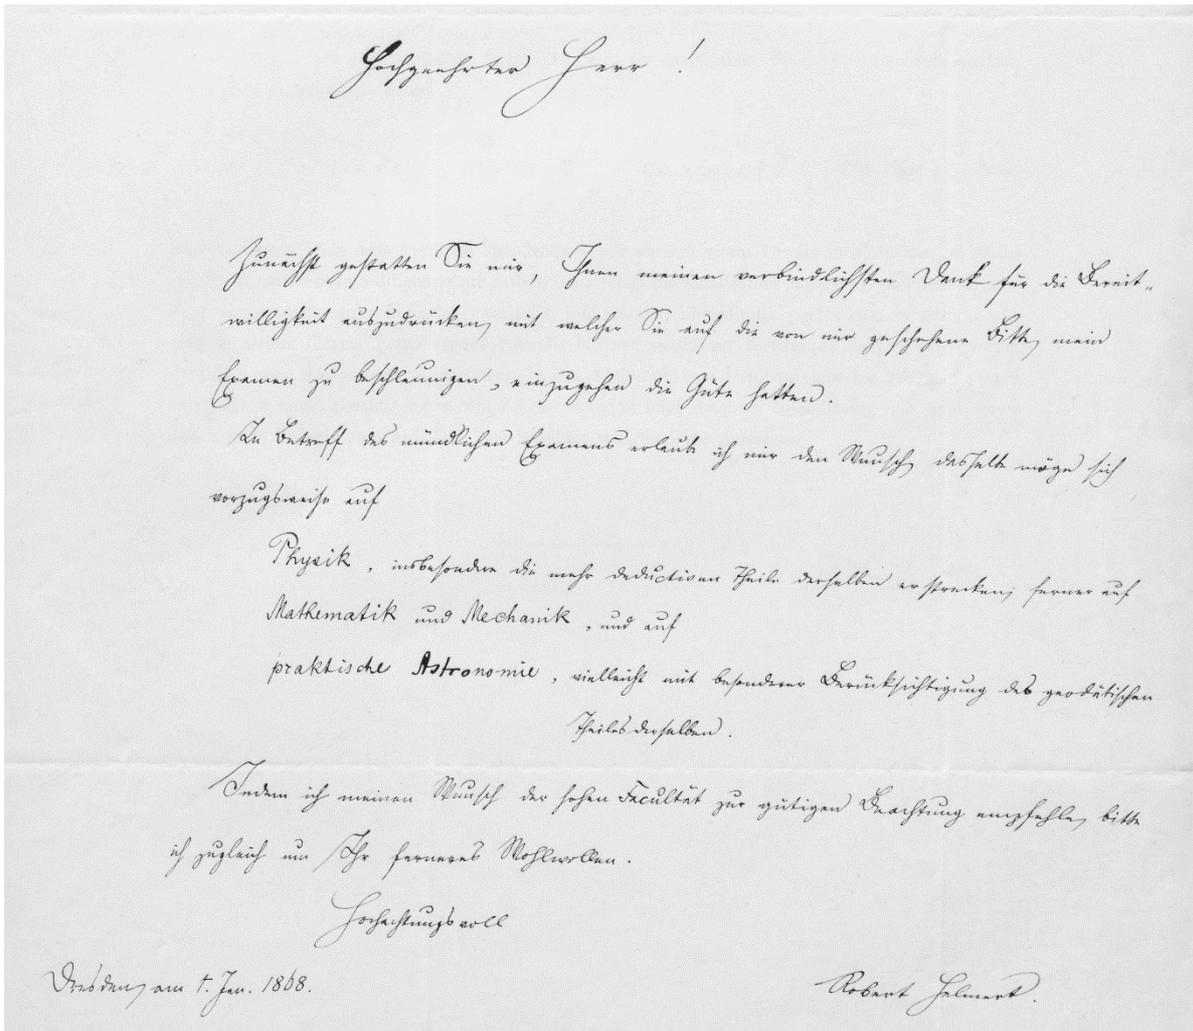 Hochgeehrter Herr!
Zunächst gestatten Sie mir, Ihnen meinen verbindlichsten Dank für die Bereit-
willigkeit auszudrücken, mit welcher Sie auf die von mir geschehene Bitte, mein
Examen zu beschleunigen, einzugehen die Güte hatten.
In Betreff des mündlichen Examens erlaube ich mir den Wunsch, dasselbe möge sich
vorzugsweise auf
Physik, insbesondere die mehr deductiven Theile derselben erstrecken; ferner auf
Mathematik und Mechanik, und auf
praktische Astronomie, vielleicht mit besonderer Berücksichtigung des geodätischen
Theiles derselben.
Indem ich meinen Wunsch der hohen Facultät zur gütigen Beachtung empfehle, bitte
ich zugleich um Ihr ferneres Wohlwollen.
Hochachtungsvoll
Dresden, am Jan. 1868.
Robert Helmert.